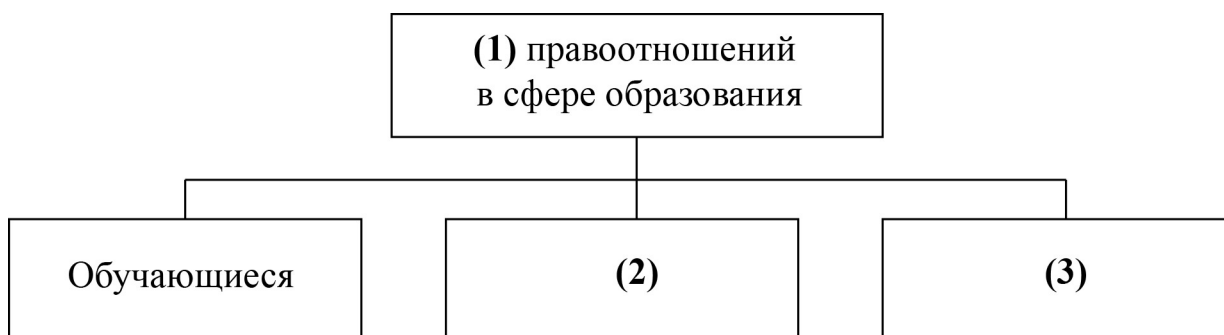 (1) правоотношений
в сфере образования
Обучающиеся
(2)
(3)